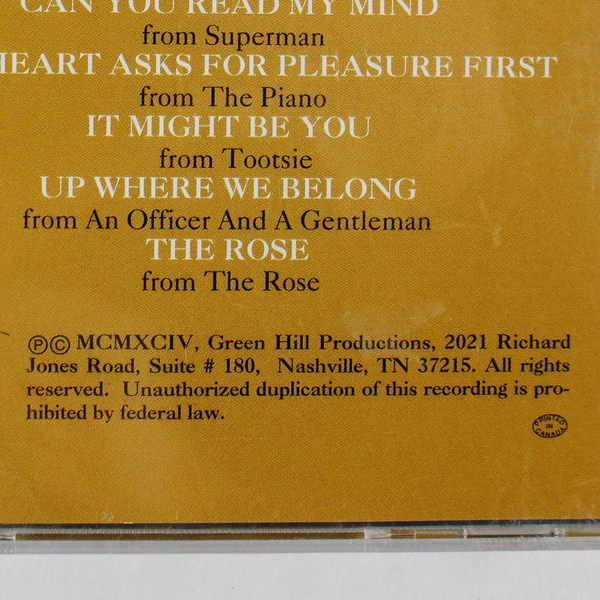 CAN YOU READ MY MIND
from Superman
HEART ASKS FOR PLEASURE FIRST
from The Piano
IT MIGHT BE YOU
from Tootsie
UP WHERE WE BELONG
from An Officer And A Gentleman
THE ROSE
from The Rose
℗© MCMXCIV, Green Hill Productions, 2021 Richard
Jones Road, Suite # 180, Nashville, TN 37215. All rights
reserved. Unauthorized duplication of this recording is pro-
hibited by federal law.
PRINTED
IN
CANADA